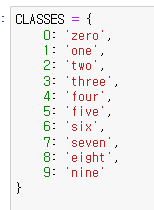 : CLASSES = {
    0: 'zero',
    1: 'one',
    2: 'two',
    3: 'three',
    4: 'four',
    5: 'five',
    6: 'six',
    7: 'seven',
    8: 'eight',
    9: 'nine'
}